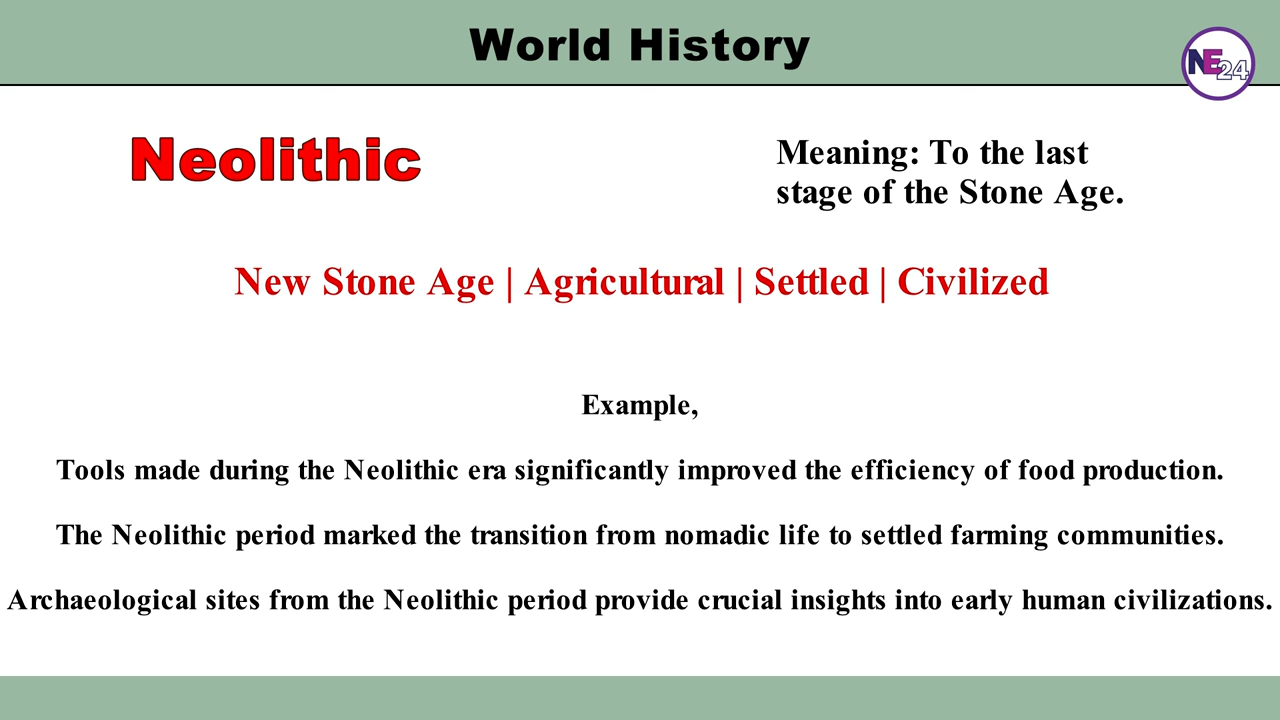 World History
NE24
Neolithic
Meaning: To the last
stage of the Stone Age.
New Stone Age | Agricultural | Settled | Civilized
Example,
Tools made during the Neolithic era significantly improved the efficiency of food production.
The Neolithic period marked the transition from nomadic life to settled farming communities.
Archaeological sites from the Neolithic period provide crucial insights into early human civilizations.